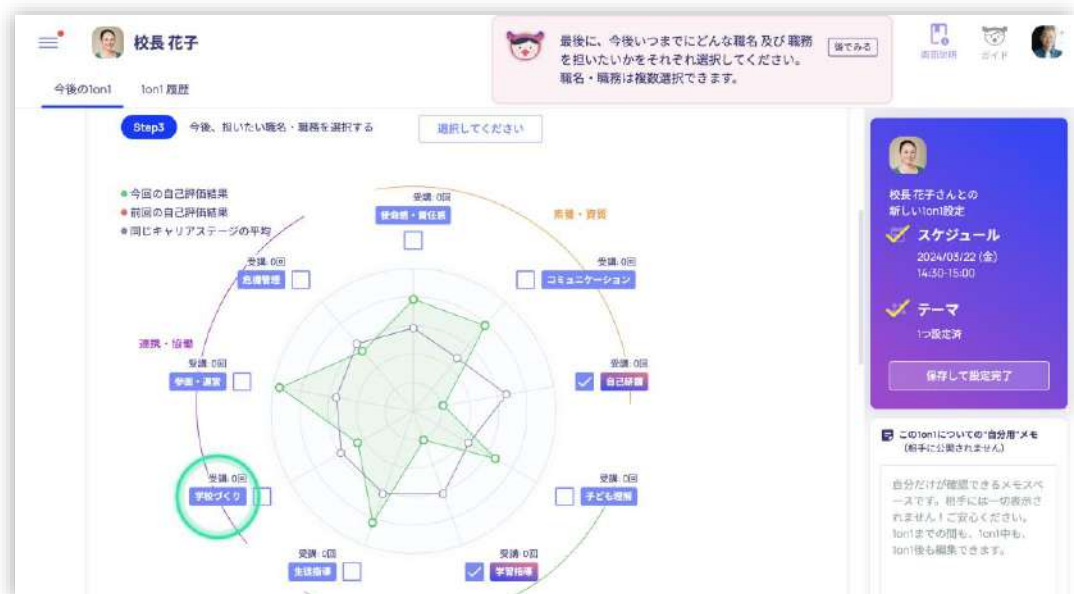 校長 花子
最後に、今後いつまでにどんな職名 及び 職務
を担いたいかをそれぞれ選択してください。
職名・職務は複数選択できます。
後でみる
画面説明
ガイド
今後の1on1
1on1 履歴
Step3
今後、担いたい職名・職務を選択する
選択してください
今回の自己評価結果
前回の自己評価結果
同じキャリアステージの平均
受講: 0回
使命感・責任感
素養・資質
受講: 0回
危機管理
受講: 0回
コミュニケーション
連携・協働
受講: 0回
参画・運営
受講: 0回
自己研鑽
受講: 0回
学校づくり
受講: 0回
子ども理解
受講: 0回
生徒指導
受講: 0回
学習指導
校長 花子さんとの
新しい1on1設定
スケジュール
2024/03/22 (金)
14:30-15:00
テーマ
1つ設定済
保存して設定完了
この1on1についての"自分用"メモ
(相手に公開されません)
自分だけが確認できるメモスペ
ースです。相手には一切表示さ
れません！ご安心ください。
1on1までの間も、1on1中も、
1on1後も編集できます。